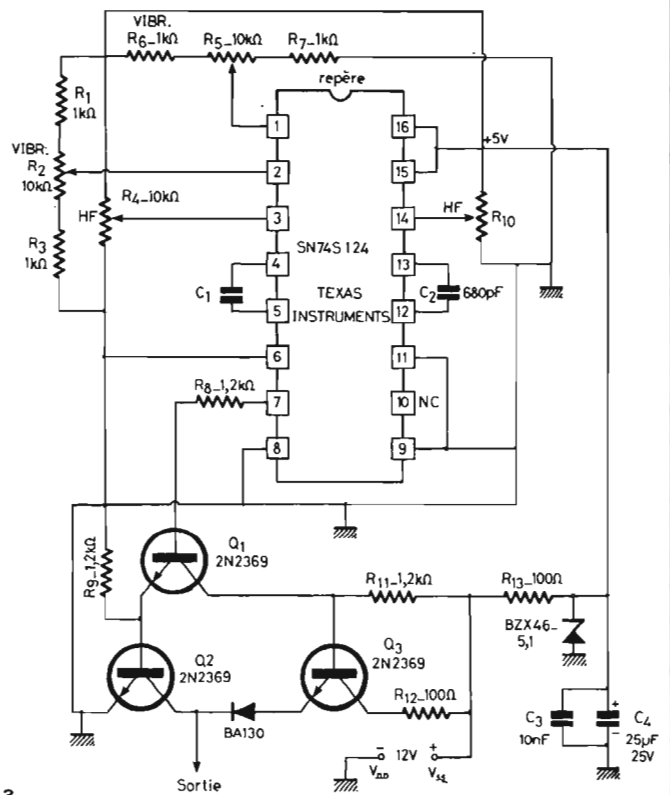 VIBR.
R6_1kΩ
R5_10kΩ
R7_1kΩ
repère
R1
1kΩ
1
16
+5V
VIBR.
R2
10kΩ
2
15
R4_10kΩ
HF
3
14
HF
R10
SN74S124
R3
1kΩ
4
13
C1
TEXAS
INSTRUMENTS
C2
680pF
5
12
6
11
R8_1,2kΩ
7
10
NC
8
9
R9_1,2kΩ
Q1
2N2369
R11_1,2kΩ
R13_100Ω
BZX46_
5,1
Q2
2N2369
Q3
2N2369
R12_100Ω
BA130
C3
10nF
+
-
C4
25µF
25V
- 12V +
VDD
Sortie